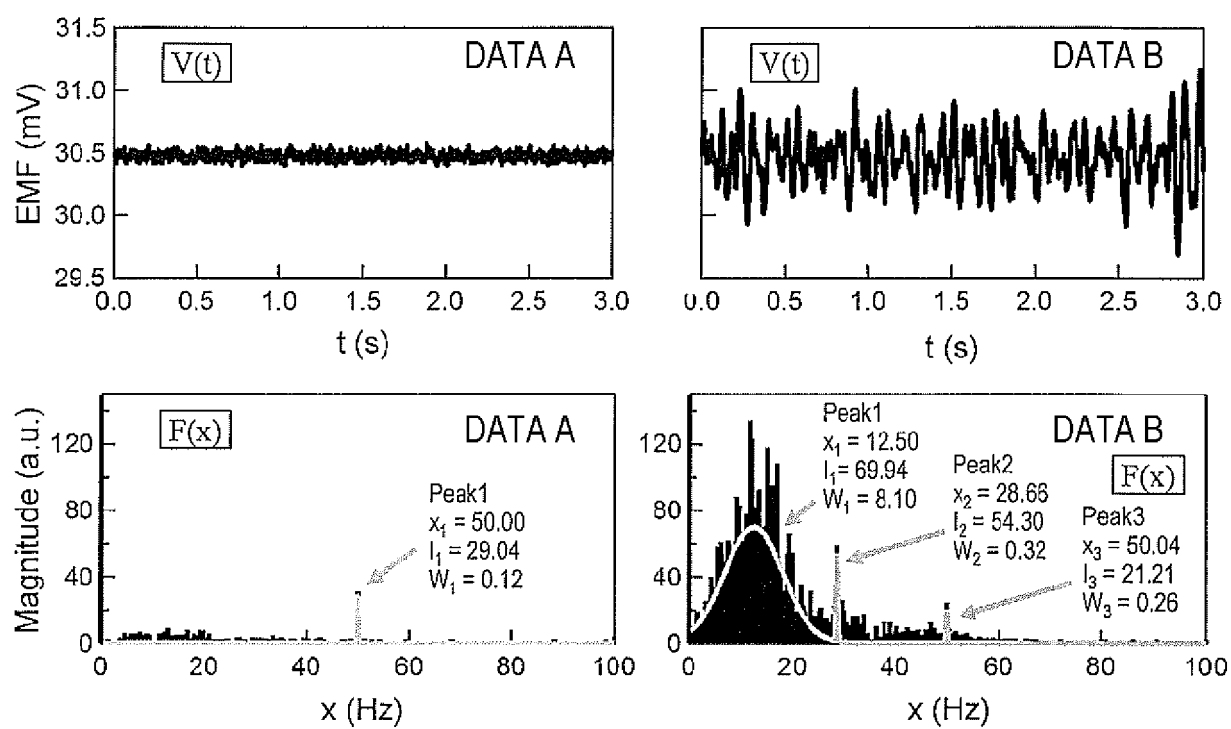 31.5
31.0
30.5
30.0
29.5
EMF (mV)
V(t)
DATA A
0.0 0.5 1.0 1.5 2.0 2.5 3.0
t (s)
V(t)
DATA B
0.0 0.5 1.0 1.5 2.0 2.5 3.0
t (s)
Magnitude (a.u.)
120
80
40
0
F(x)
DATA A
Peak1
x₁ = 50.00
I₁ = 29.04
W₁ = 0.12
0 20 40 60 80 100
x (Hz)
120
80
40
0
DATA B
F(x)
Peak1
x₁ = 12.50
I₁= 69.94
W₁ = 8.10
Peak2
x₂ = 28.66
I₂ = 54.30
W₂ = 0.32
Peak3
x₃ = 50.04
I₃ = 21.21
W₃ = 0.26
0 20 40 60 80 100
x (Hz)